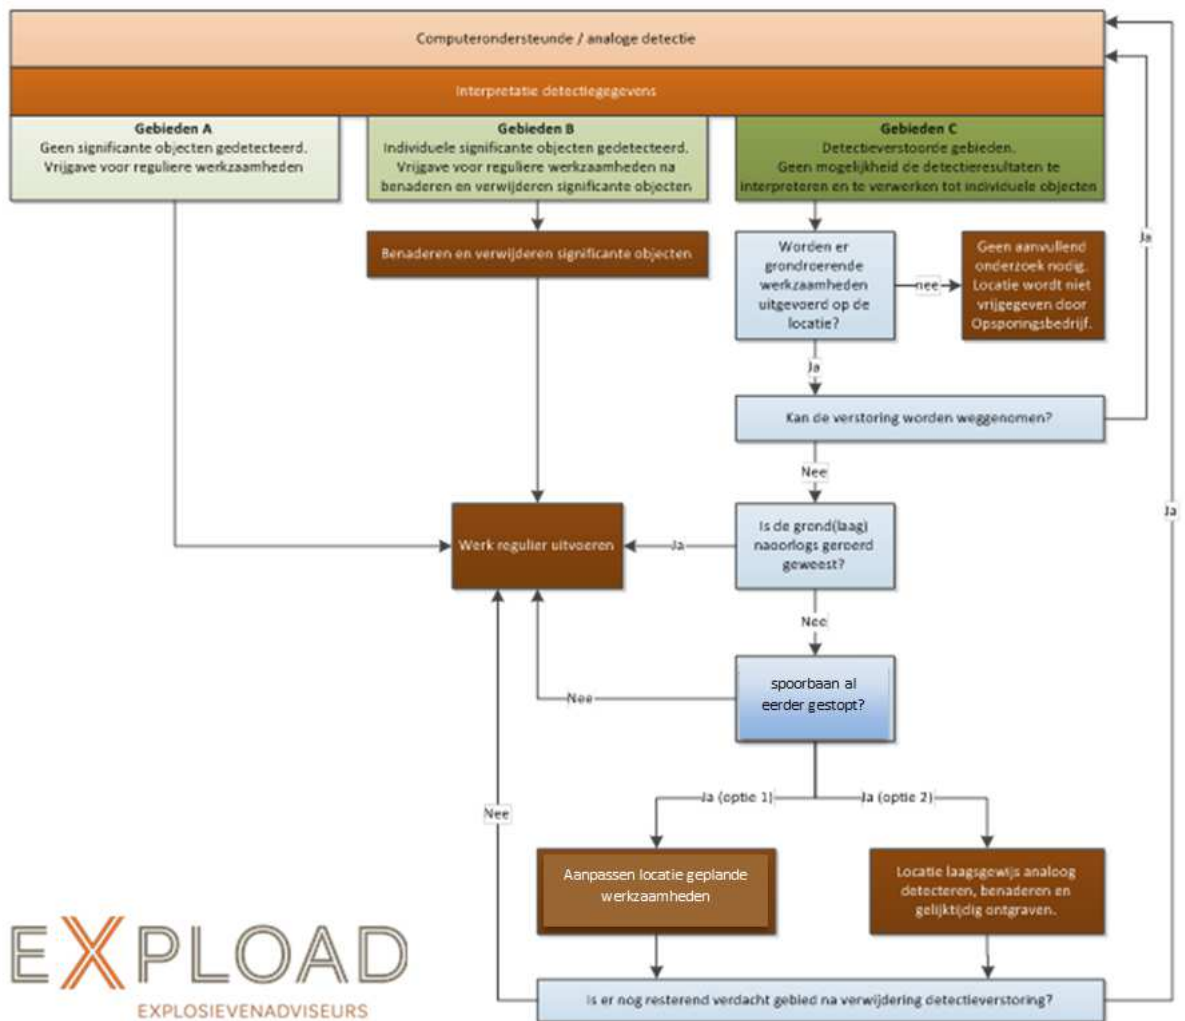 Computerondersteunde / analoge detectie
Interpretatie detectiegegevens
Gebieden A
Geen significante objecten gedetecteerd.
Vrijgave voor reguliere werkzaamheden
Gebieden B
Individuele significante objecten gedetecteerd.
Vrijgave voor reguliere werkzaamheden na
benaderen en verwijderen significante objecten
Gebieden C
Detectieverstoorde gebieden.
Geen mogelijkheid de detectieresultaten te
interpreteren en te verwerken tot individuele objecten
Benaderen en verwijderen significante objecten
Worden er
grondroerende
werkzaamheden
uitgevoerd op de
locatie?
nee
Geen aanvullend
onderzoek nodig.
Locatie wordt niet
vrijgegeven door
Opsporingsbedrijf.
Ja
Ja
Kan de verstoring worden weggenomen?
Nee
Werk regulier uitvoeren
Ja
Is de grond(laag)
naoorlogs geroerd
geweest?
Ja
Nee
spoorbaan al
eerder gestopt?
Nee
Ja (optie 1)
Ja (optie 2)
Nee
Aanpassen locatie geplande
werkzaamheden
Locatie laagsgewijs analoog
detecteren, benaderen en
gelijktijdig ontgraven.
Is er nog resterend verdacht gebied na verwijdering detectieverstoring?
EXPLOAD
EXPLOSIEVENADVISEURS